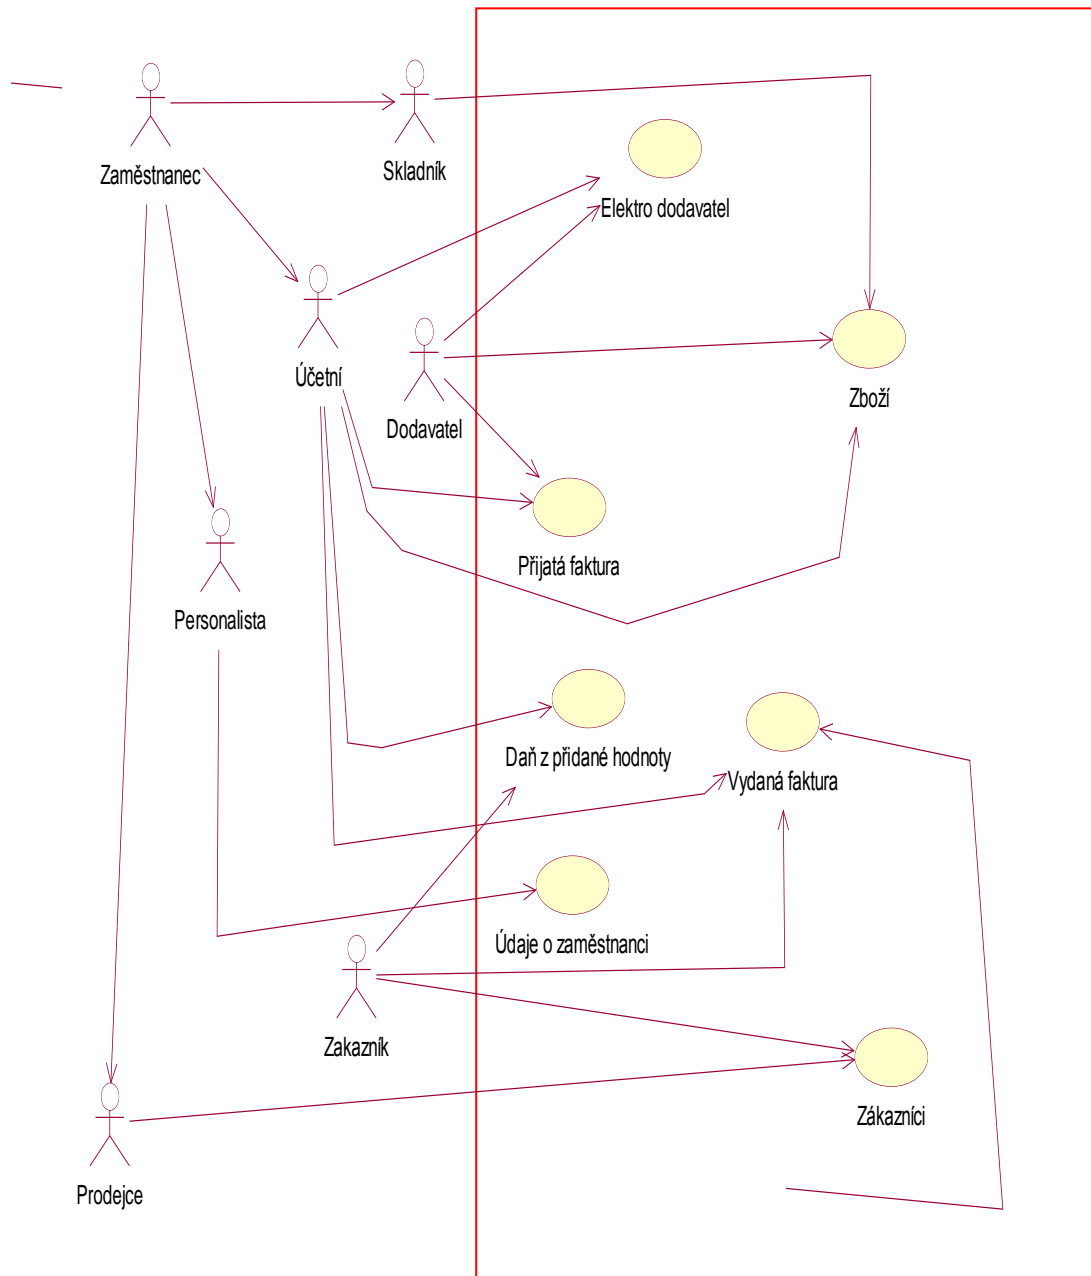 Skladník
Zaměstnanec
Elektro dodavatel
Účetní
Zboží
Dodavatel
Přijatá faktura
Personalista
Daň z přidané hodnoty
Vydaná faktura
Údaje o zaměstnanci
Zakazník
Zákazníci
Prodejce